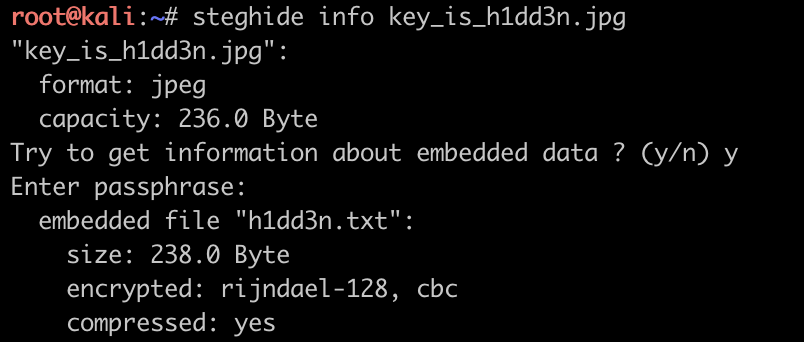 root@kali:~# steghide info key_is_h1dd3n.jpg
"key_is_h1dd3n.jpg":
  format: jpeg
  capacity: 236.0 Byte
Try to get information about embedded data ? (y/n) y
Enter passphrase:
  embedded file "h1dd3n.txt":
    size: 238.0 Byte
    encrypted: rijndael-128, cbc
    compressed: yes